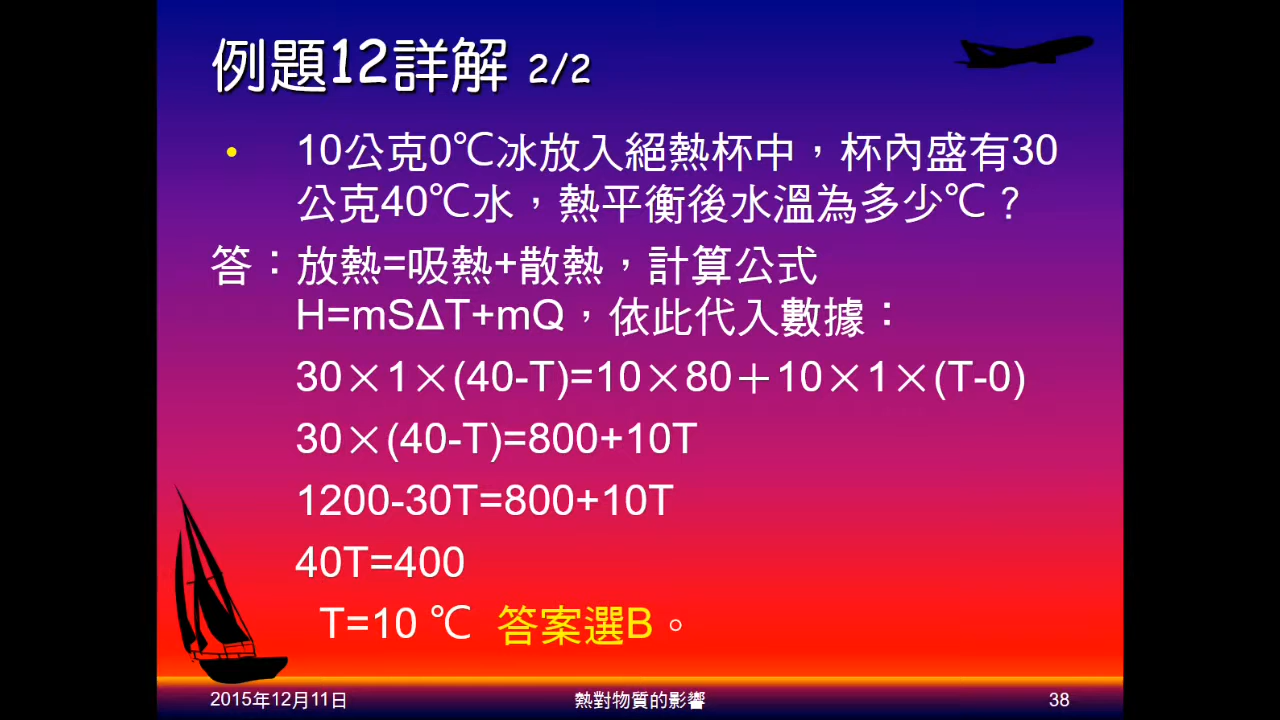 例題12詳解 2/2
• 10公克0℃冰放入絕熱杯中，杯內盛有30
公克40℃水，熱平衡後水溫為多少℃？
答：放熱=吸熱+散熱，計算公式
H=mSΔT+mQ，依此代入數據：
30×1×(40-T)=10×80＋10×1×(T-0)
30×(40-T)=800+10T
1200-30T=800+10T
40T=400
T=10 ℃ 答案選B。
2015年12月11日 熱對物質的影響 38